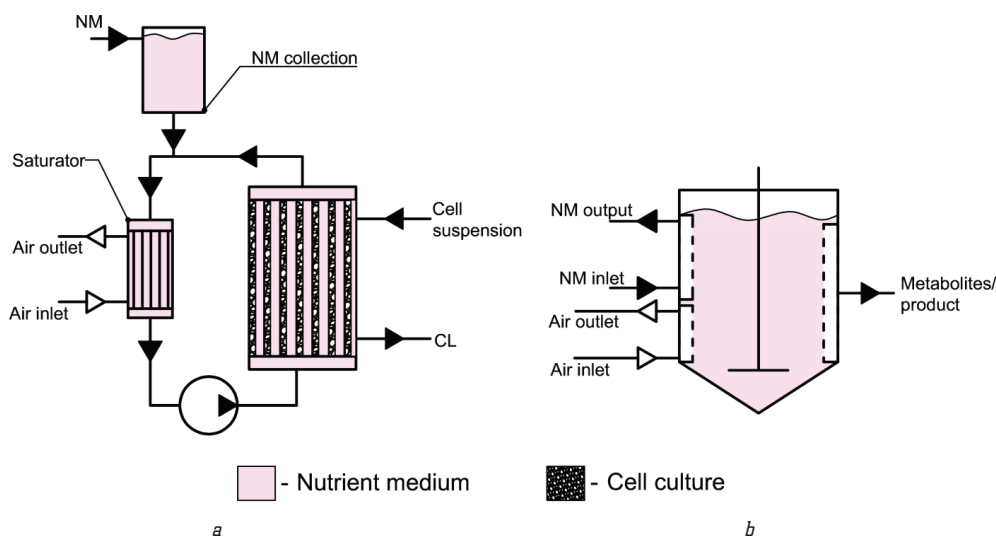 NM
NM collection
Saturator
Air outlet
Air inlet
Cell
suspension
CL
NM output
NM inlet
Air outlet
Air inlet
Metabolites/
product
- Nutrient medium
- Cell culture
a
b